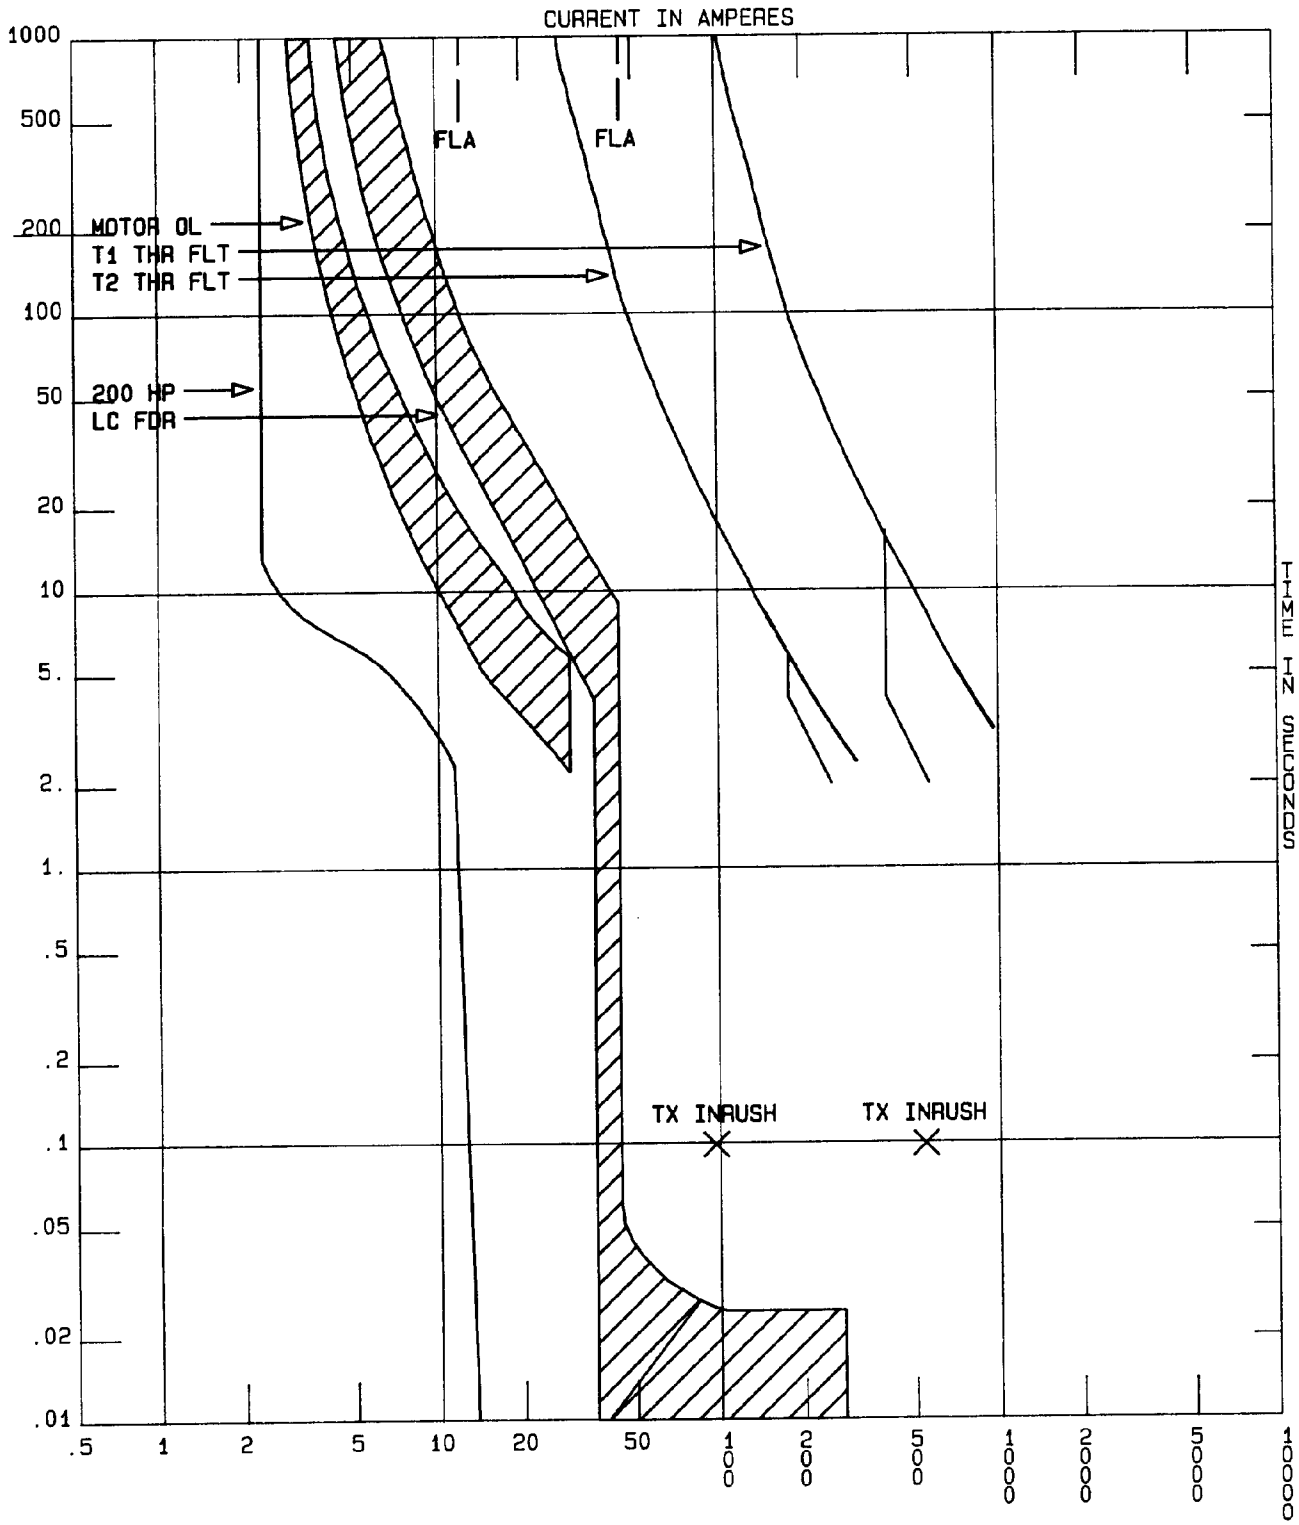 CURRENT IN AMPERES
1000
500
FLA
FLA
200
MOTOR OL
T1 THR FLT
T2 THR FLT
100
200 HP
50
LC FDR
20
10
TIME IN SECONDS
5.
2.
1.
.5
.2
TX INRUSH
TX INRUSH
.1
.05
.02
.01
.5
1
2
5
10
20
50
100
200
500
1000
2000
5000
10000